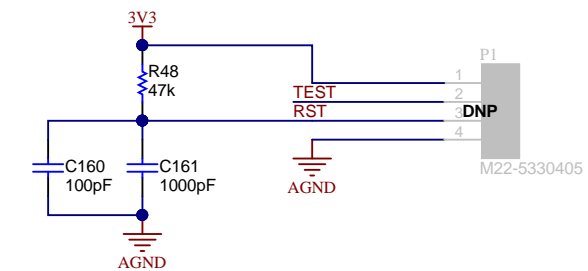 3V3
P1
R48
47k
1
TEST
2
RST
3
DNP
4
C160
100pF
C161
1000pF
AGND
M22-5330405
AGND